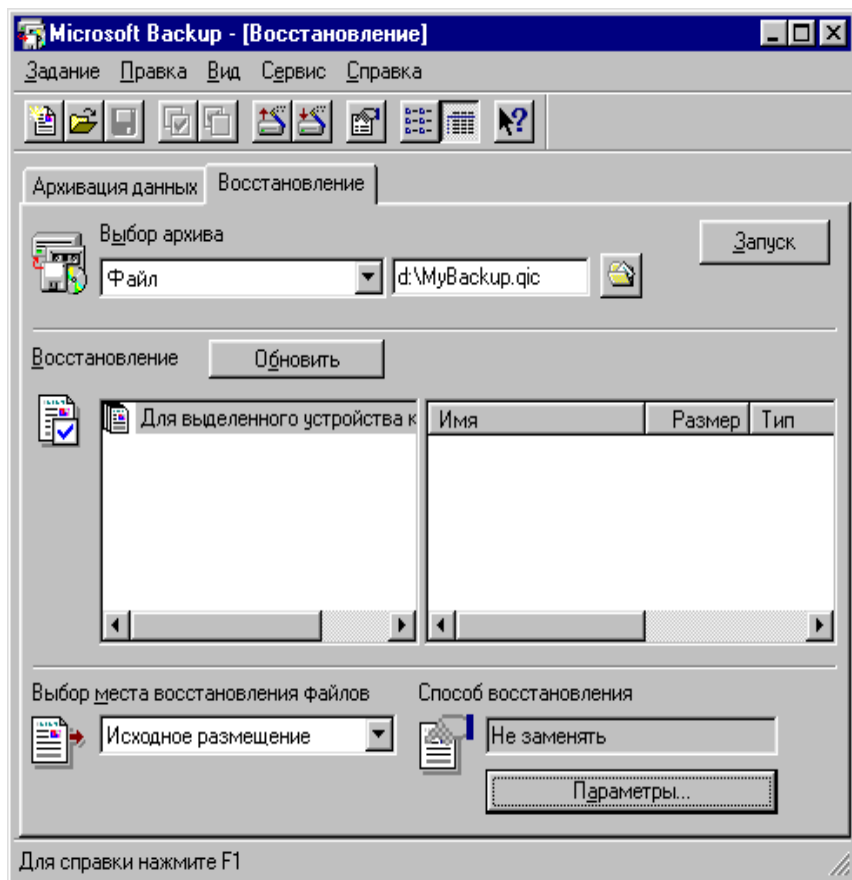 Microsoft Backup - [Восстановление]
Задание Правка Вид Сервис Справка
Архивация данных Восстановление
Выбор архива
Запуск
Файл d:\MyBackup.qic
Восстановление Обновить
Для выделенного устройства к Имя Размер Тип
Выбор места восстановления файлов Способ восстановления
Исходное размещение Не заменять
Параметры...
Для справки нажмите F1